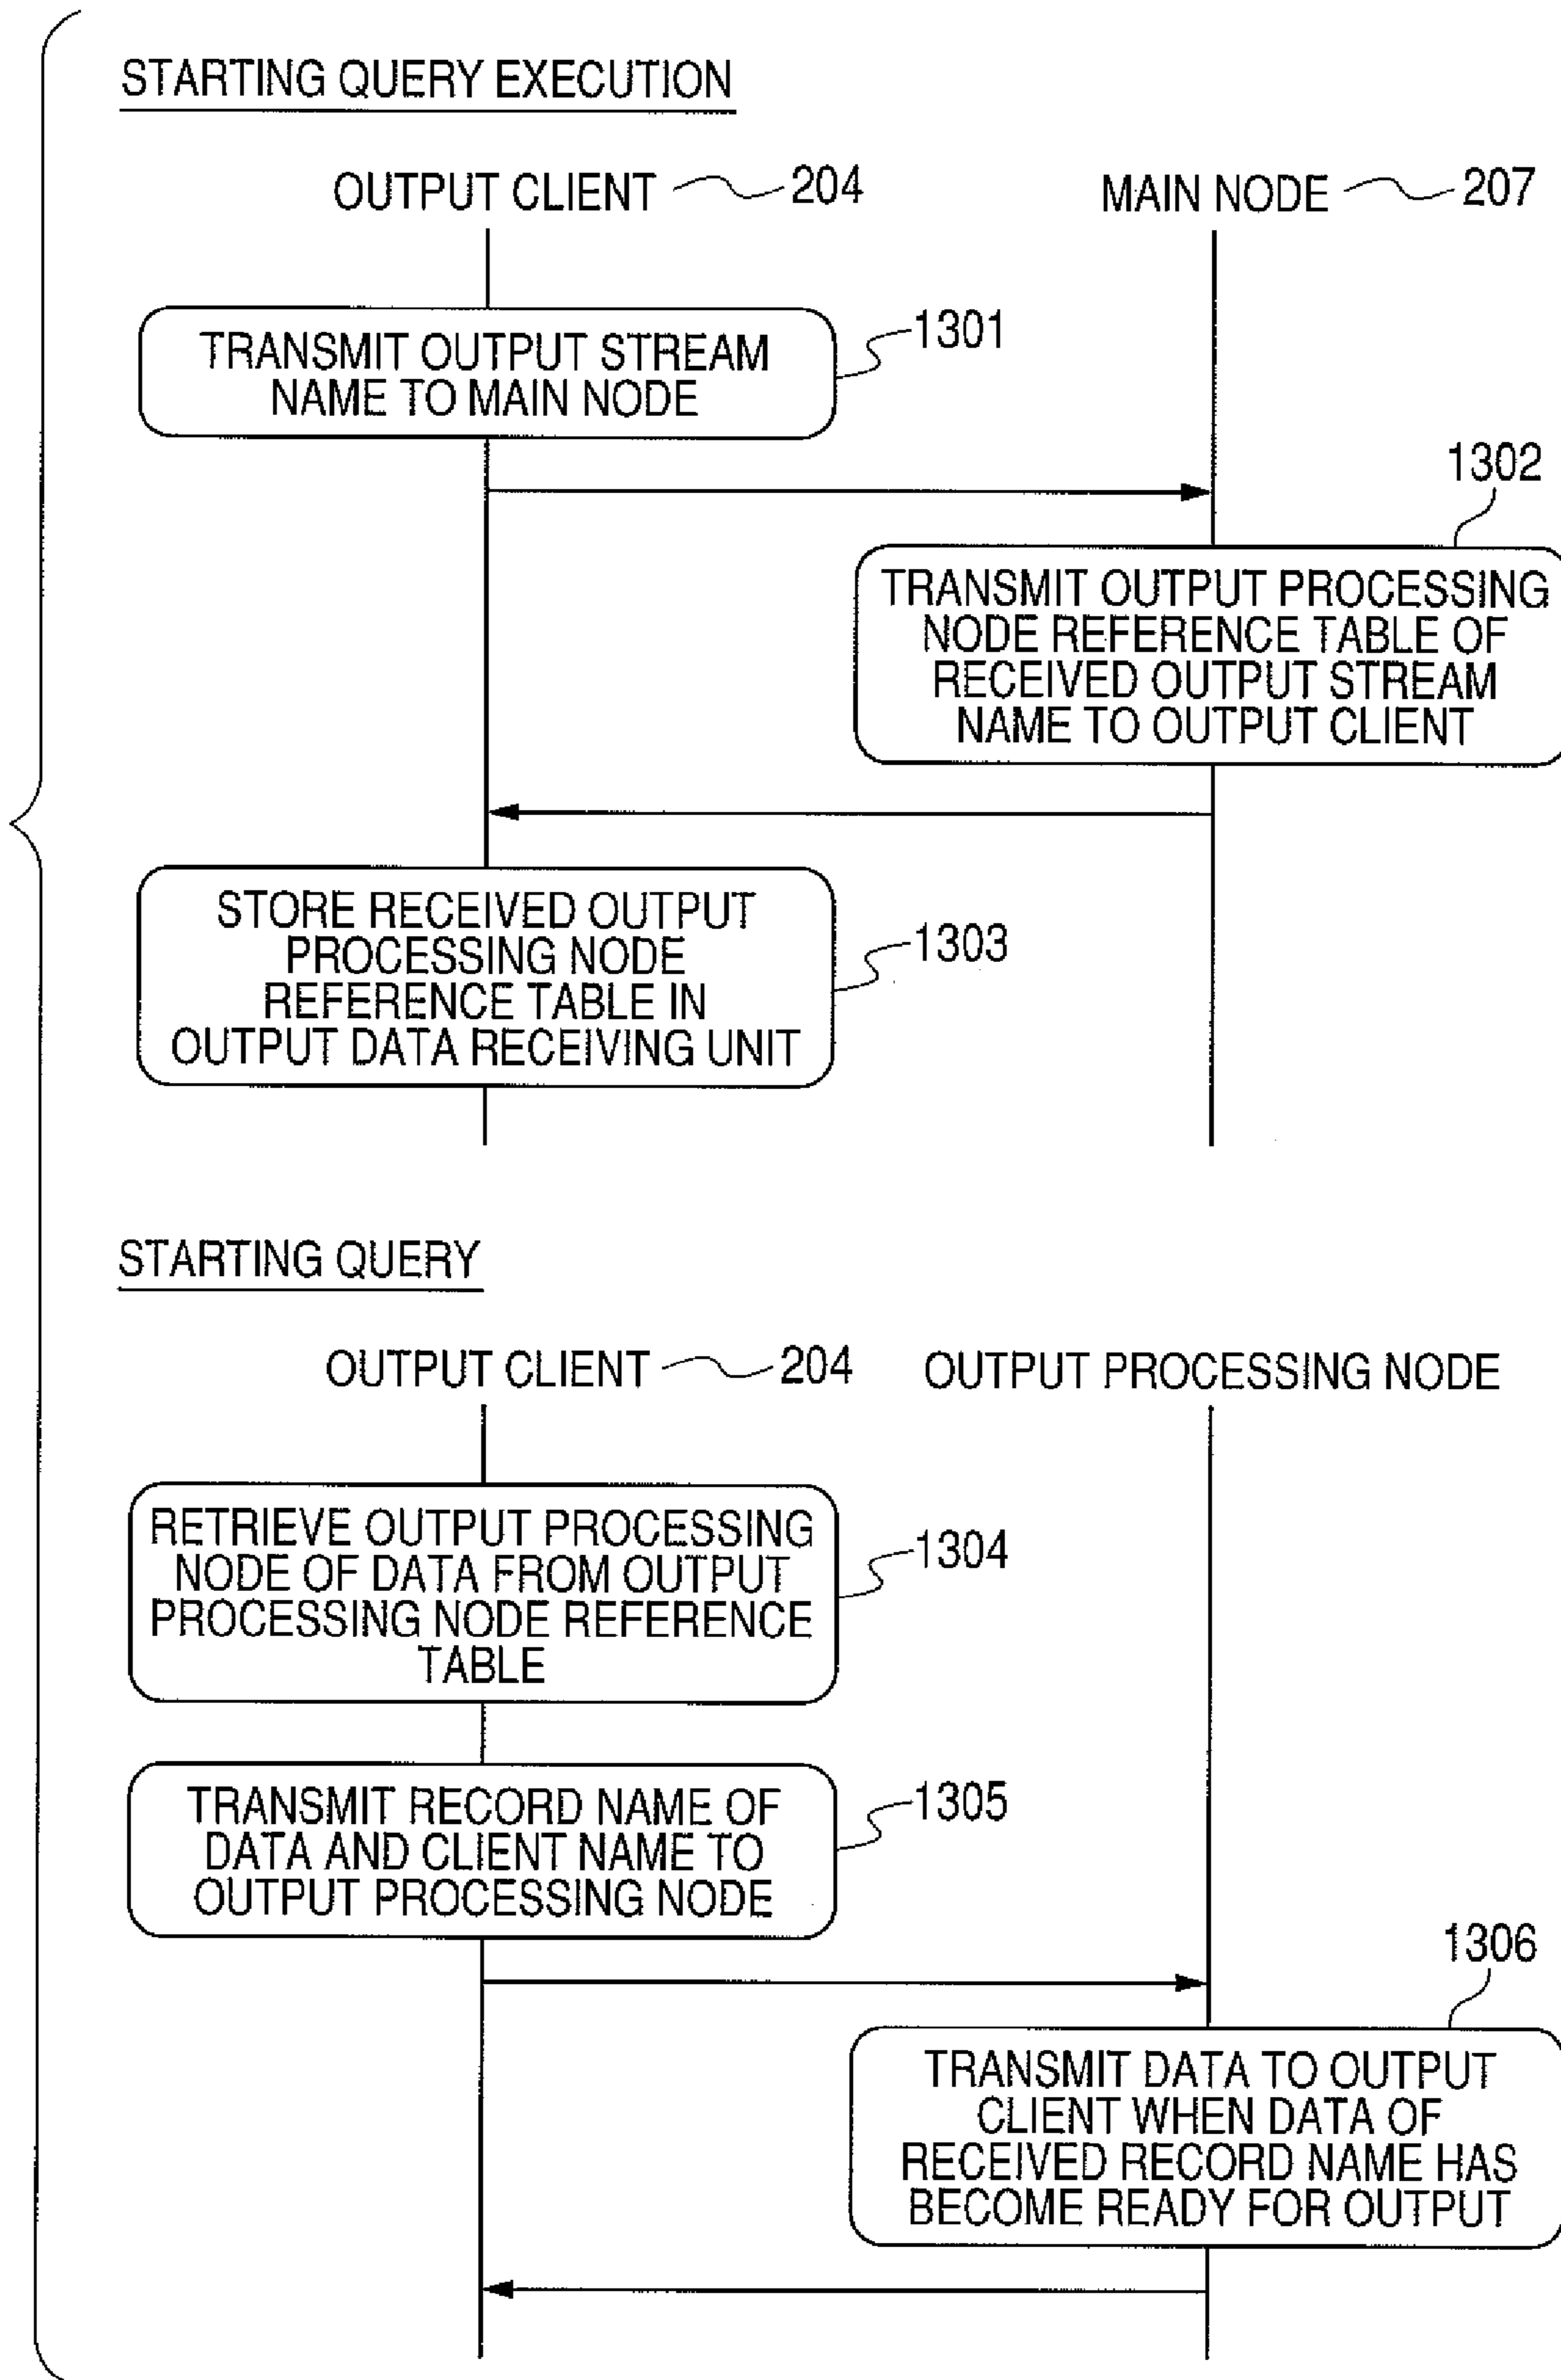 STARTING QUERY EXECUTION
OUTPUT CLIENT 204
MAIN NODE 207
TRANSMIT OUTPUT STREAM
NAME TO MAIN NODE
1301
1302
TRANSMIT OUTPUT PROCESSING
NODE REFERENCE TABLE OF
RECEIVED OUTPUT STREAM
NAME TO OUTPUT CLIENT
STORE RECEIVED OUTPUT
PROCESSING NODE
REFERENCE TABLE IN
OUTPUT DATA RECEIVING UNIT
1303
STARTING QUERY
OUTPUT CLIENT 204
OUTPUT PROCESSING NODE
RETRIEVE OUTPUT PROCESSING
NODE OF DATA FROM OUTPUT
PROCESSING NODE REFERENCE
TABLE
1304
TRANSMIT RECORD NAME OF
DATA AND CLIENT NAME TO
OUTPUT PROCESSING NODE
1305
1306
TRANSMIT DATA TO OUTPUT
CLIENT WHEN DATA OF
RECEIVED RECORD NAME HAS
BECOME READY FOR OUTPUT